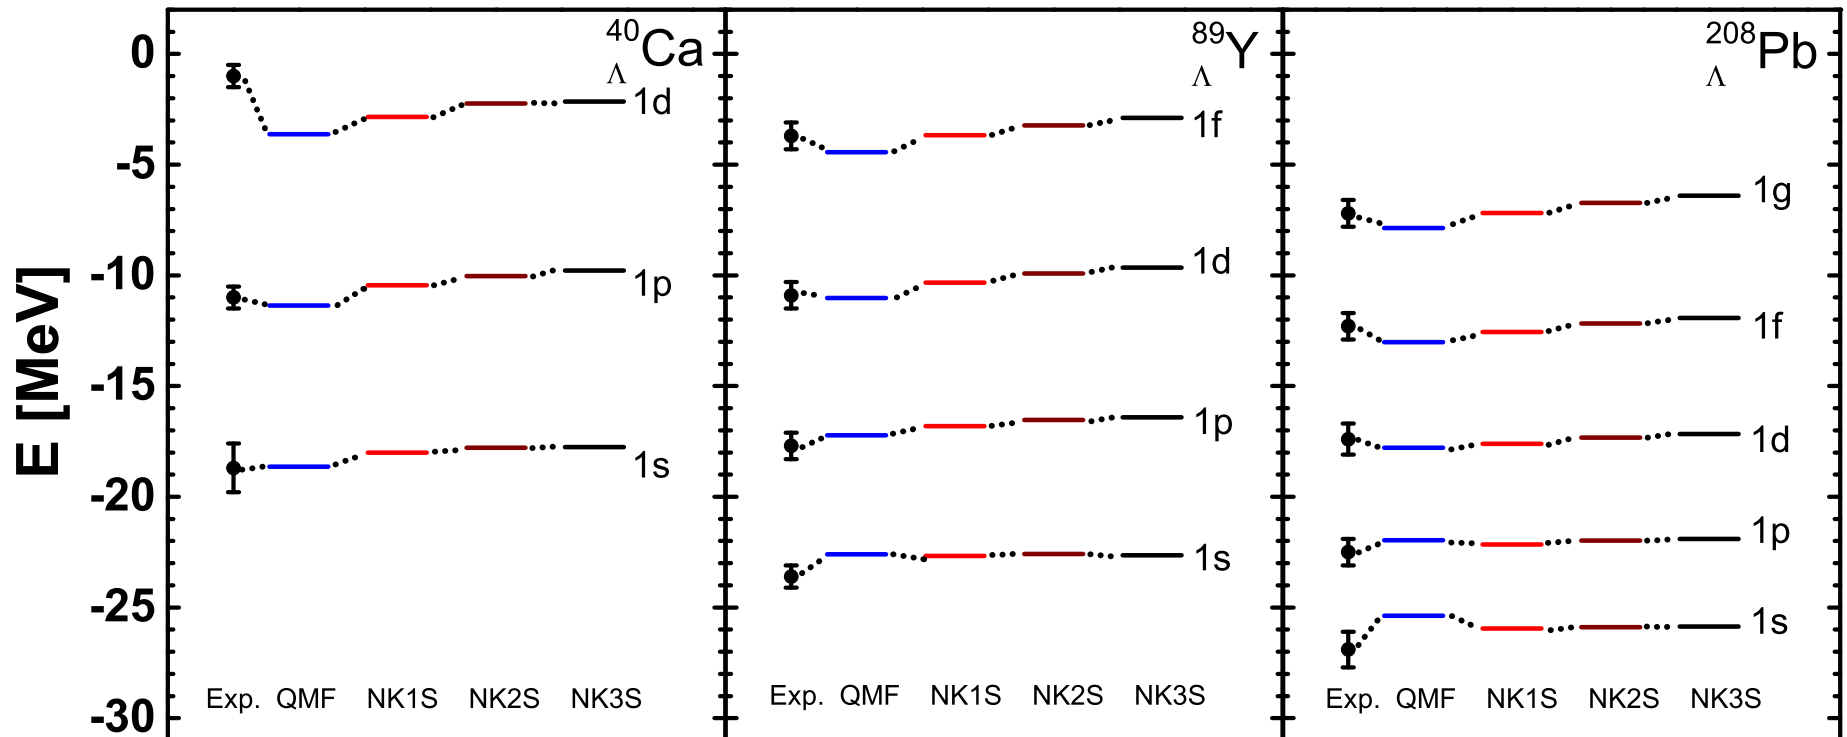 E [MeV]
0
-5
-10
-15
-20
-25
-30
40
Λ
Ca
1d
1p
1s
Exp. QMF NK1S NK2S NK3S
89
Λ
Y
1f
1d
1p
1s
Exp. QMF NK1S NK2S NK3S
208
Λ
Pb
1g
1f
1d
1p
1s
Exp. QMF NK1S NK2S NK3S